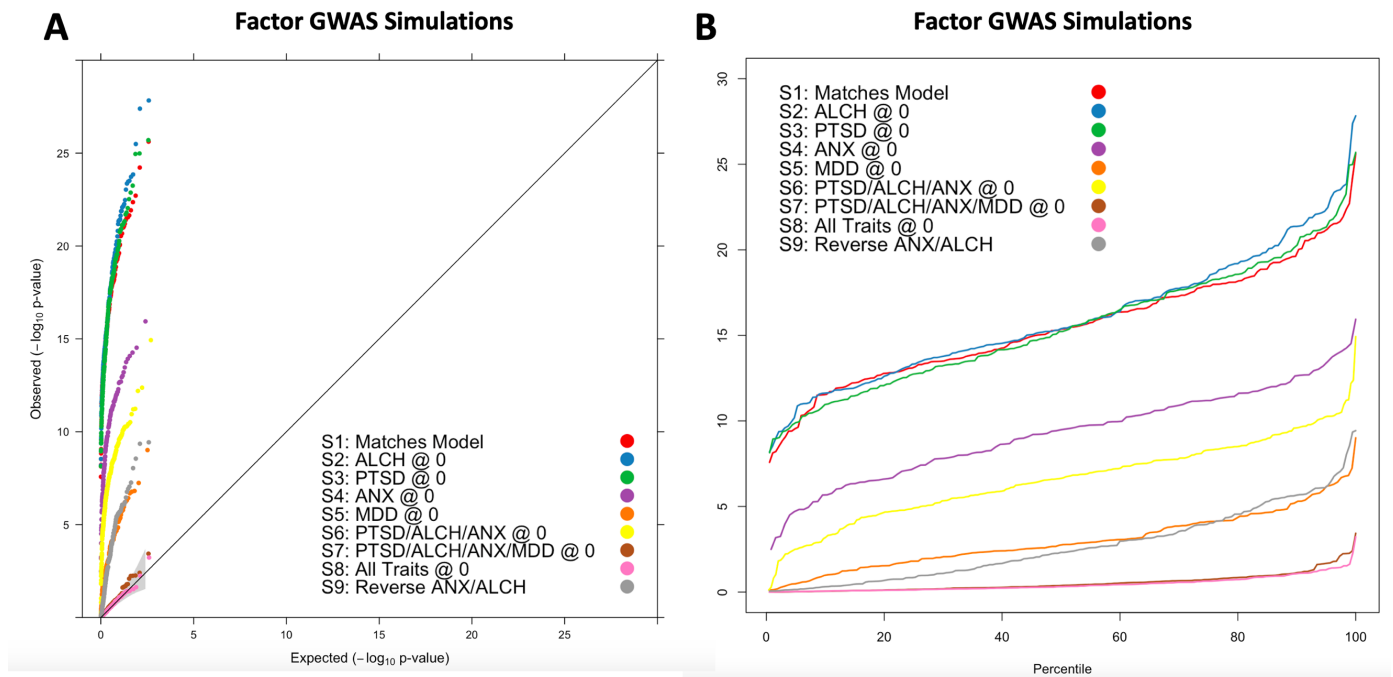 A
Factor GWAS Simulations
Observed (−log10 p-value)
25
20
15
10
5
S1: Matches Model
S2: ALCH @ 0
S3: PTSD @ 0
S4: ANX @ 0
S5: MDD @ 0
S6: PTSD/ALCH/ANX @ 0
S7: PTSD/ALCH/ANX/MDD @ 0
S8: All Traits @ 0
S9: Reverse ANX/ALCH
0 5 10 15 20 25
Expected (−log10 p-value)
B
Factor GWAS Simulations
30
25
20
15
10
5
0
S1: Matches Model
S2: ALCH @ 0
S3: PTSD @ 0
S4: ANX @ 0
S5: MDD @ 0
S6: PTSD/ALCH/ANX @ 0
S7: PTSD/ALCH/ANX/MDD @ 0
S8: All Traits @ 0
S9: Reverse ANX/ALCH
0 20 40 60 80 100
Percentile